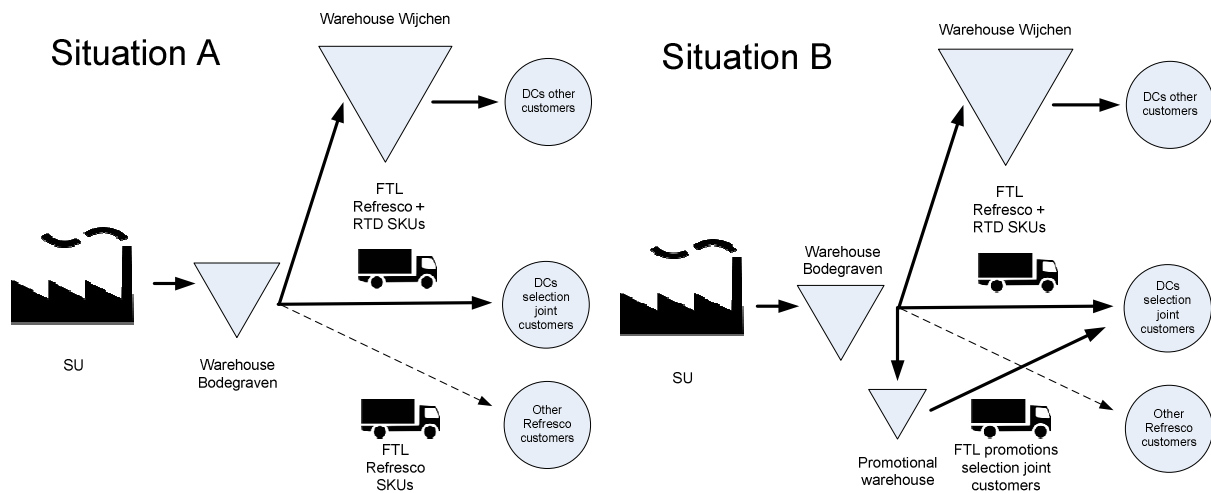 Situation A
Warehouse Wijchen
DCs other
customers
FTL
Refresco +
RTD SKUs
DCs
selection
joint
customers
SU
Warehouse
Bodegraven
Other
Refresco
customers
FTL
Refresco
SKUs
Situation B
Warehouse Wijchen
DCs other
customers
FTL
Refresco +
RTD SKUs
Warehouse
Bodegraven
DCs
selection
joint
customers
SU
Other
Refresco
customers
Promotional
warehouse
FTL promotions
selection joint
customers